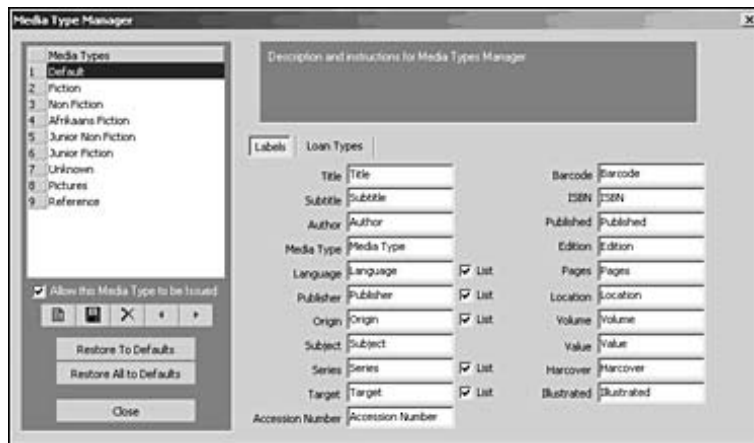 Media Type Manager
Media Types
1 Default
2 Fiction
3 Non Fiction
4 Afrikaans Fiction
5 Junior Non Fiction
6 Junior Fiction
7 Unknown
8 Pictures
9 Reference
Allow this Media Type to be Issued
Restore To Defaults
Restore All to Defaults
Close
Description and instructions for Media Types Manager
Labels Loan Types
Title Title
Subtitle Subtitle
Author Author
Media Type Media Type
Language Language List
Publisher Publisher List
Origin Origin List
Subject Subject
Series Series List
Target Target List
Accession Number Accession Number
Barcode Barcode
ISBN ISBN
Published Published
Edition Edition
Pages Pages
Location Location
Volume Volume
Value Value
Harcover Harcover
Illustrated Illustrated